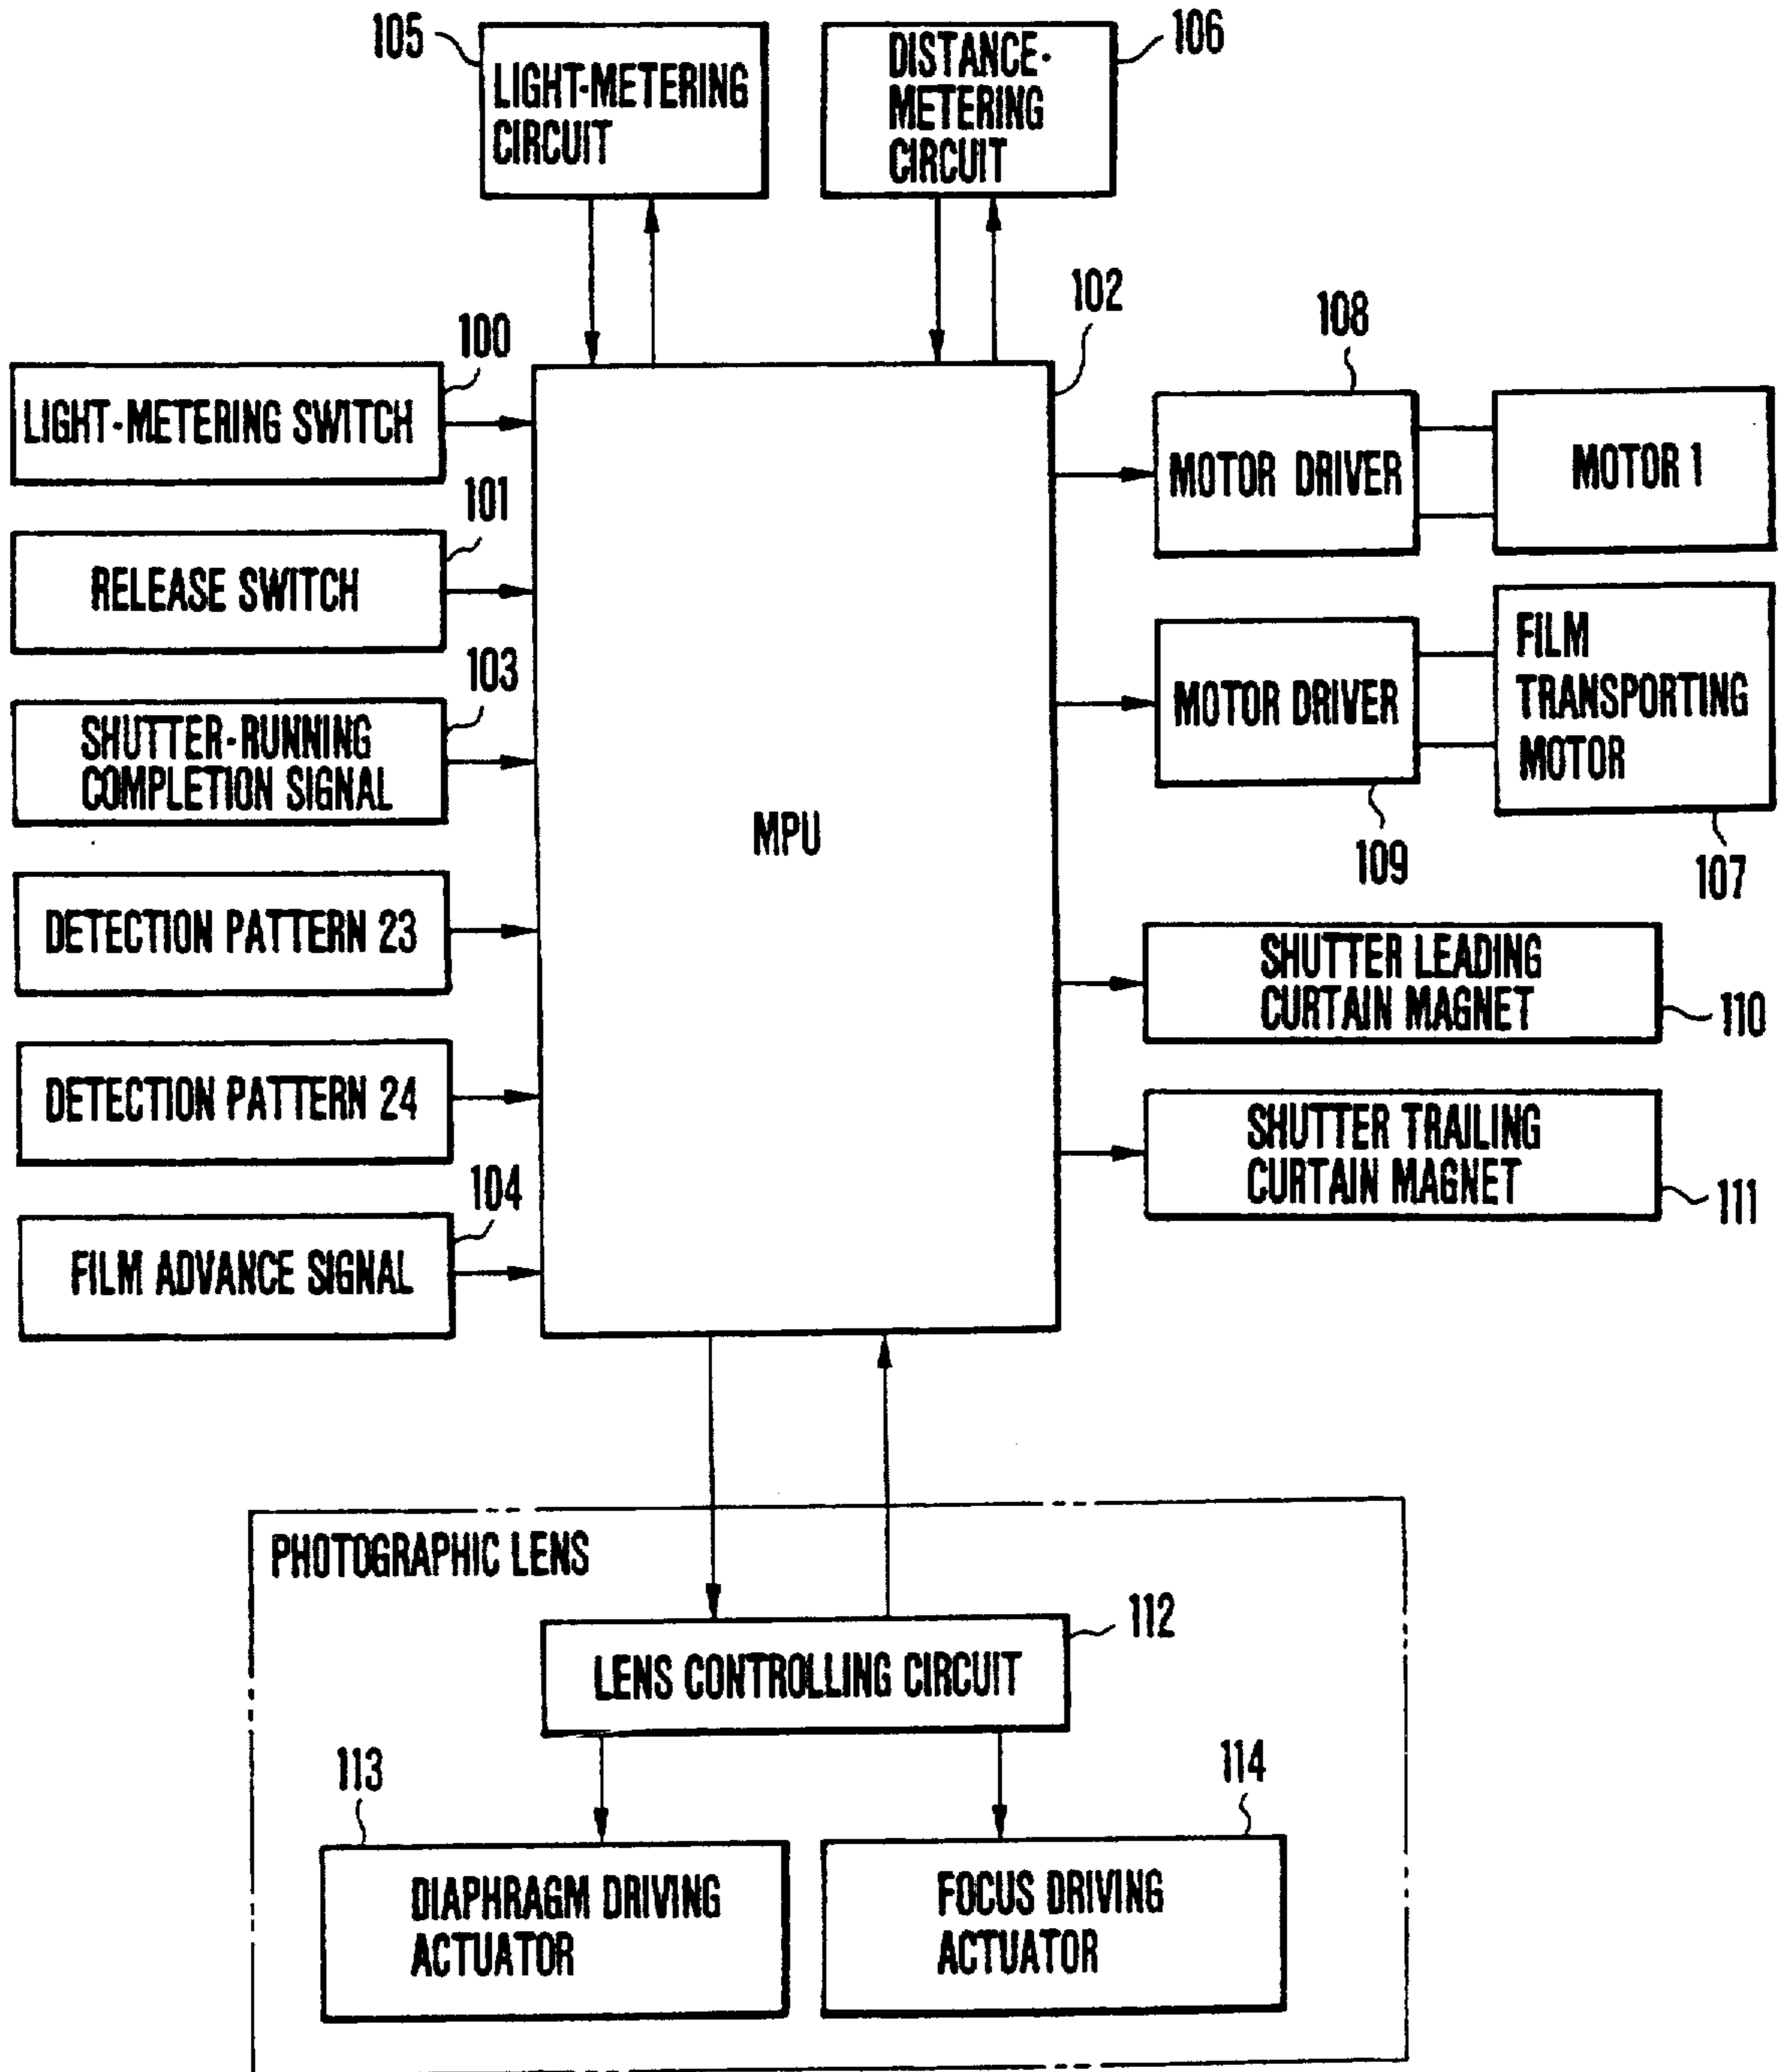 105
LIGHT-METERING
CIRCUIT
DISTANCE-
METERING
CIRCUIT
106
100
LIGHT-METERING SWITCH
101
RELEASE SWITCH
103
SHUTTER-RUNNING
COMPLETION SIGNAL
DETECTION PATTERN 23
DETECTION PATTERN 24
104
FILM ADVANCE SIGNAL
102
MPU
108
MOTOR DRIVER
MOTOR 1
MOTOR DRIVER
109
FILM
TRANSPORTING
MOTOR
107
SHUTTER LEADING
CURTAIN MAGNET
110
SHUTTER TRAILING
CURTAIN MAGNET
111
PHOTOGRAPHIC LENS
112
LENS CONTROLLING CIRCUIT
113
DIAPHRAGM DRIVING
ACTUATOR
114
FOCUS DRIVING
ACTUATOR